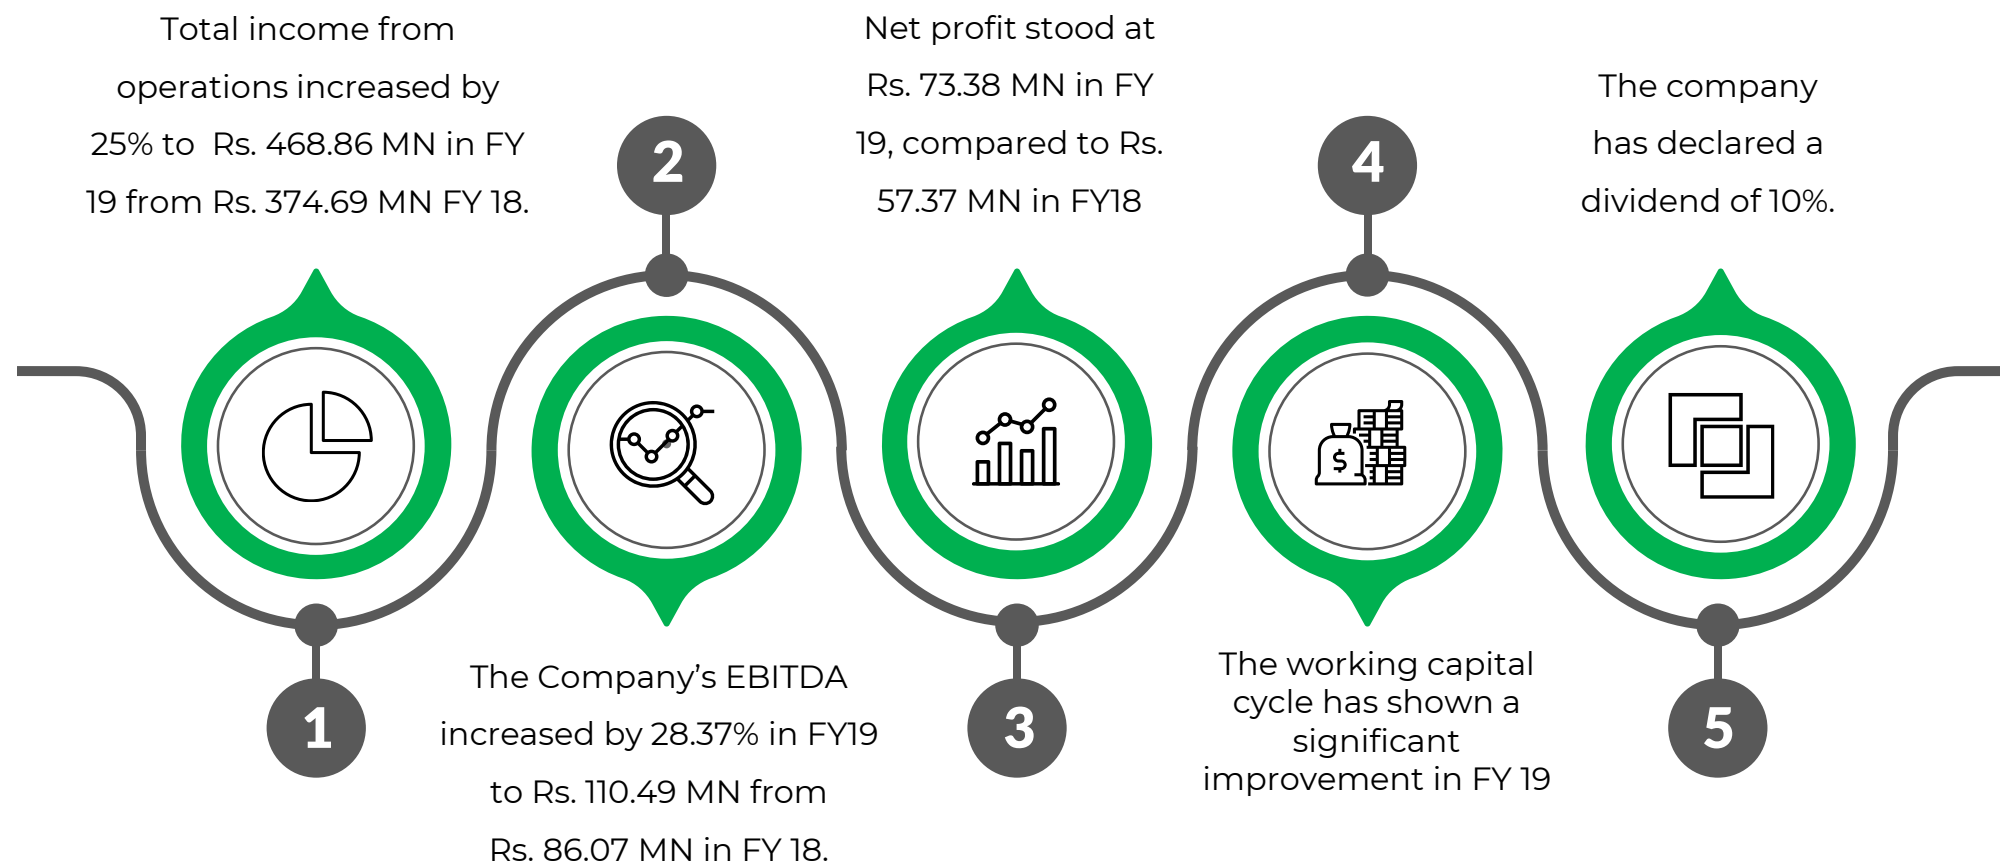 Total income from
operations increased by
25% to  Rs. 468.86 MN in FY
19 from Rs. 374.69 MN FY 18.
1
2
The Company’s EBITDA
increased by 28.37% in FY19
to Rs. 110.49 MN from
Rs. 86.07 MN in FY 18.
Net profit stood at
Rs. 73.38 MN in FY
19, compared to Rs.
57.37 MN in FY18
3
4
$
The working capital
cycle has shown a
significant
improvement in FY 19
The company
has declared a
dividend of 10%.
5